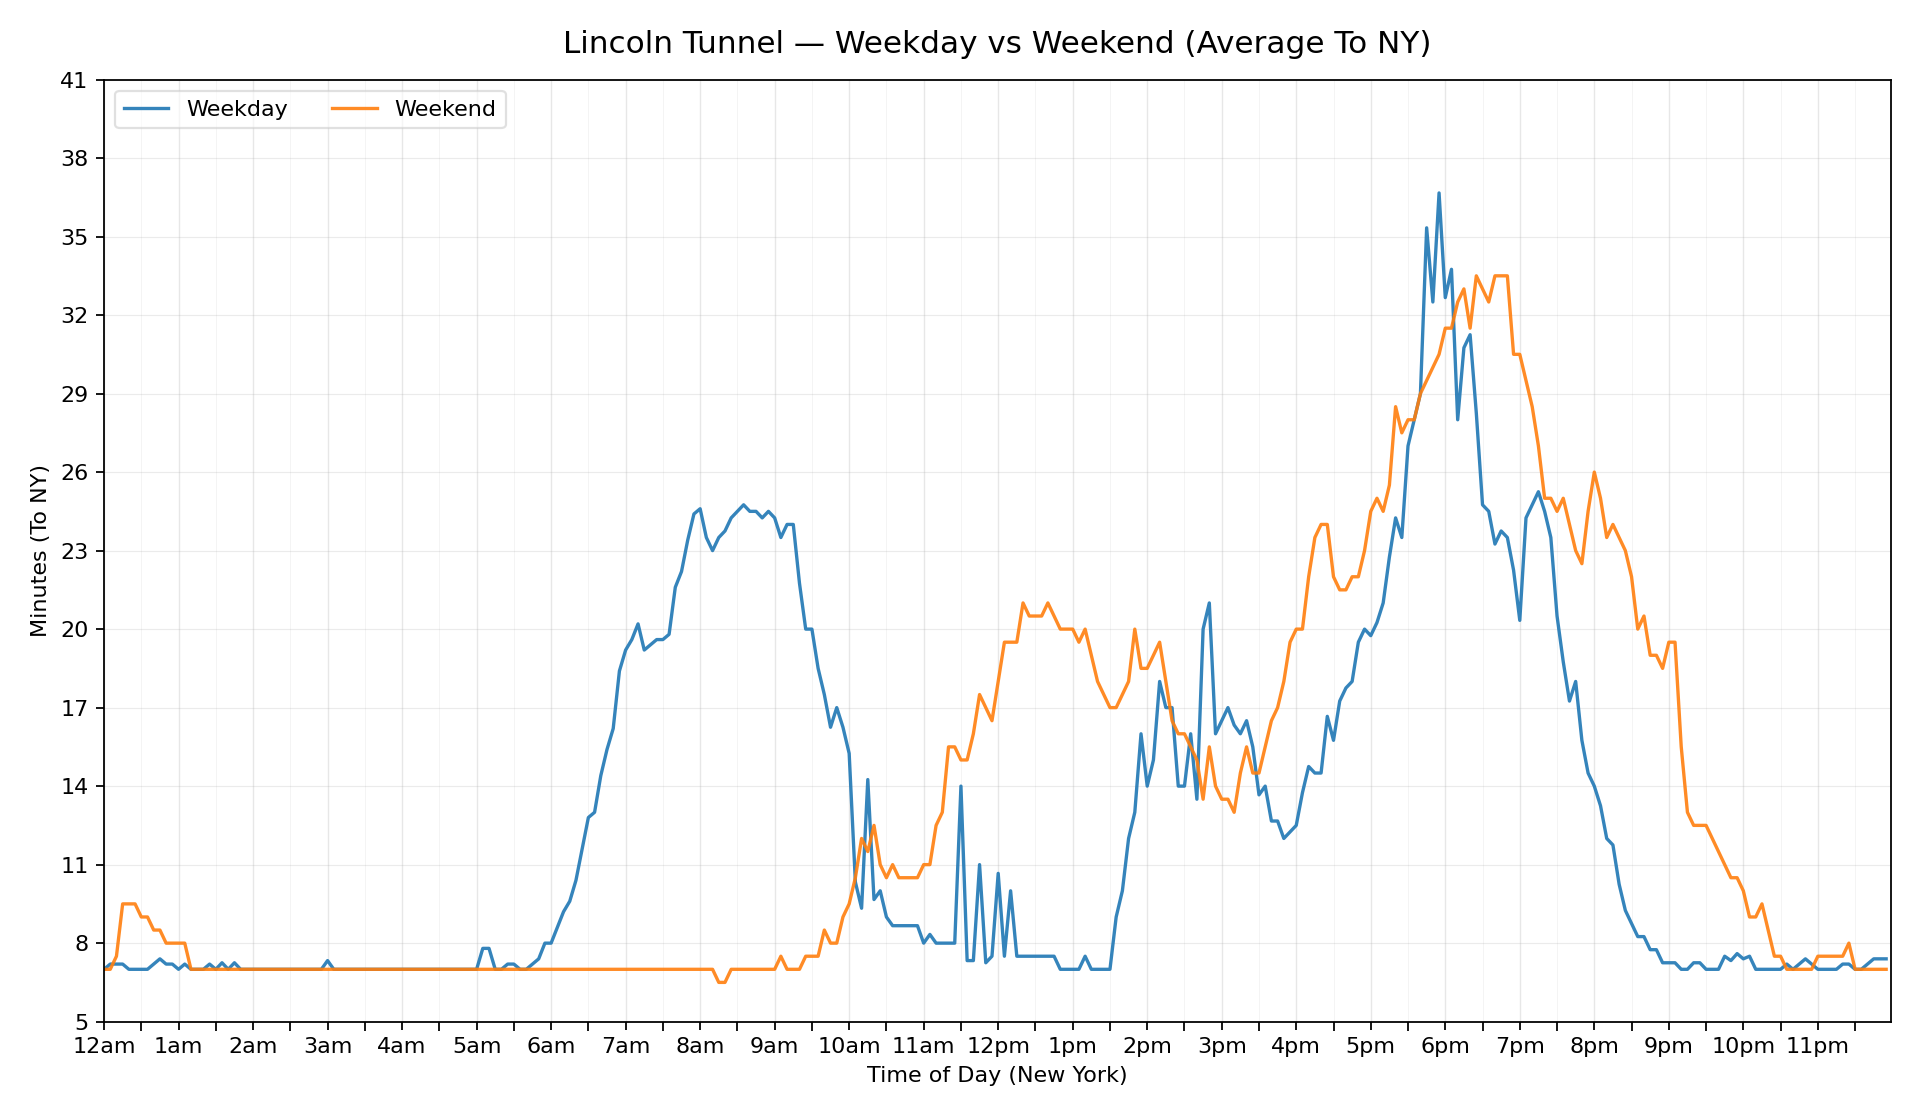 Lincoln Tunnel — Weekday vs Weekend (Average To NY)
Weekday Weekend
41
38
35
32
29
26
23
20
17
14
11
8
5
Minutes (To NY)
12am 1am 2am 3am 4am 5am 6am 7am 8am 9am 10am 11am 12pm 1pm 2pm 3pm 4pm 5pm 6pm 7pm 8pm 9pm 10pm 11pm
Time of Day (New York)